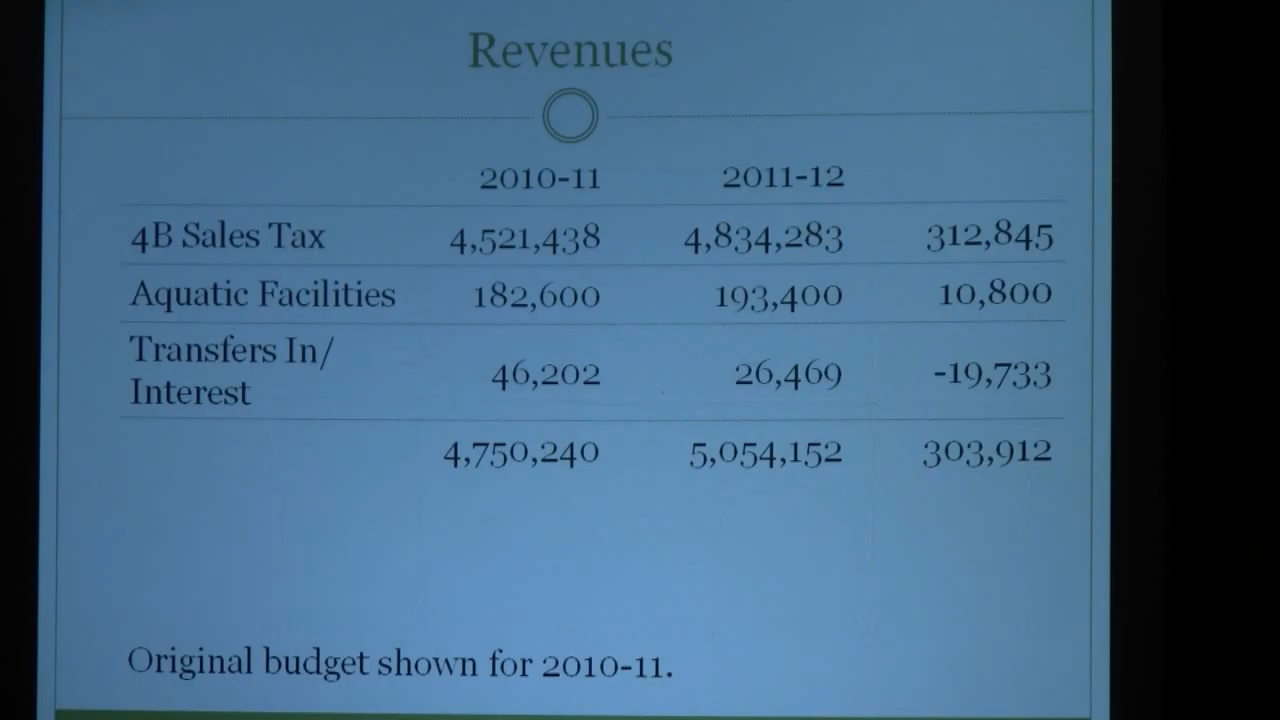 Revenues
2010-11 2011-12
4B Sales Tax 4,521,438 4,834,283 312,845
Aquatic Facilities 182,600 193,400 10,800
Transfers In/
Interest 46,202 26,469 -19,733
4,750,240 5,054,152 303,912
Original budget shown for 2010-11.